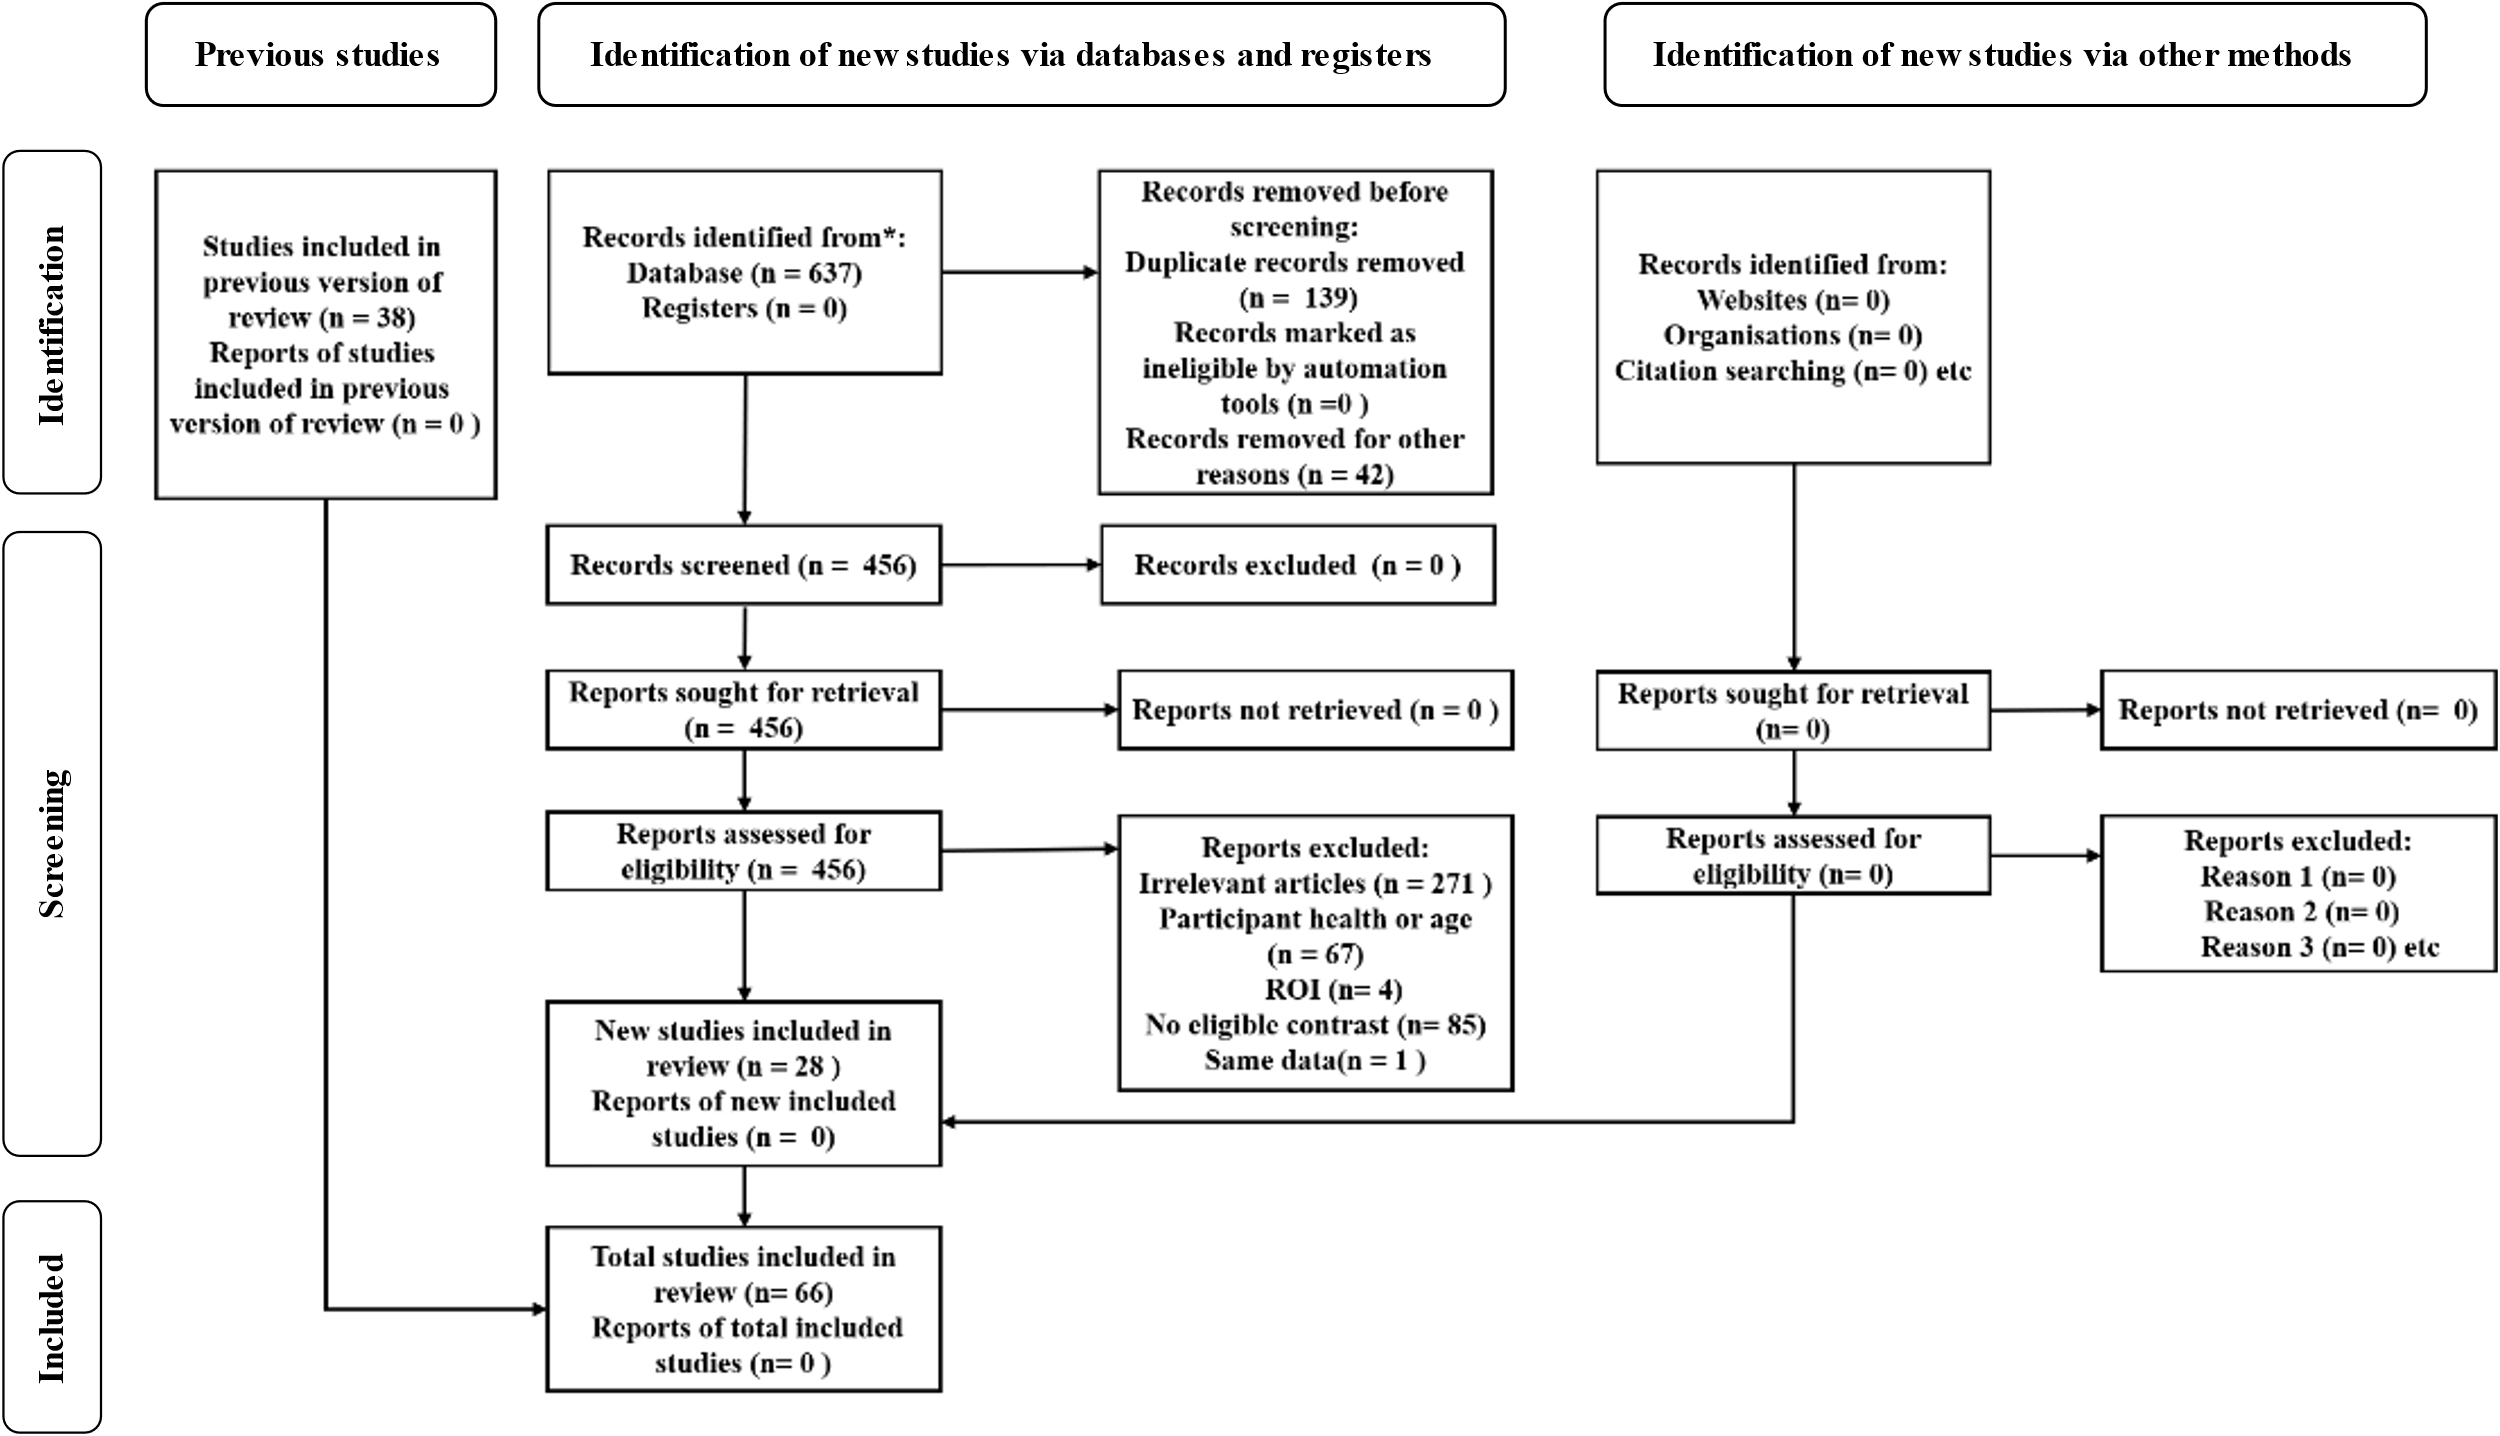 Previous studies
Identification of new studies via databases and registers
Identification of new studies via other methods
Identification
Studies included in
previous version of
review (n = 38)
Reports of studies
included in previous
version of review (n = 0 )
Records identified from*:
Database (n = 637)
Registers (n = 0)
Records removed before
screening:
Duplicate records removed
(n =  139)
Records marked as
ineligible by automation
tools (n =0 )
Records removed for other
reasons (n = 42)
Records identified from:
Websites (n= 0)
Organisations (n= 0)
Citation searching (n= 0) etc
Screening
Records screened (n =  456)
Records excluded  (n = 0 )
Reports sought for retrieval
(n =  456)
Reports not retrieved (n = 0 )
Reports sought for retrieval
(n= 0)
Reports not retrieved (n=  0)
Reports assessed for
eligibility (n =  456)
Reports excluded:
Irrelevant articles (n = 271 )
Participant health or age
(n = 67)
ROI (n= 4)
No eligible contrast (n= 85)
Same data(n = 1 )
Reports assessed for
eligibility (n= 0)
Reports excluded:
Reason 1 (n= 0)
Reason 2 (n= 0)
Reason 3 (n= 0) etc
New studies included in
review (n = 28 )
Reports of new included
studies (n =  0)
Included
Total studies included in
review (n= 66)
Reports of total included
studies (n= 0 )